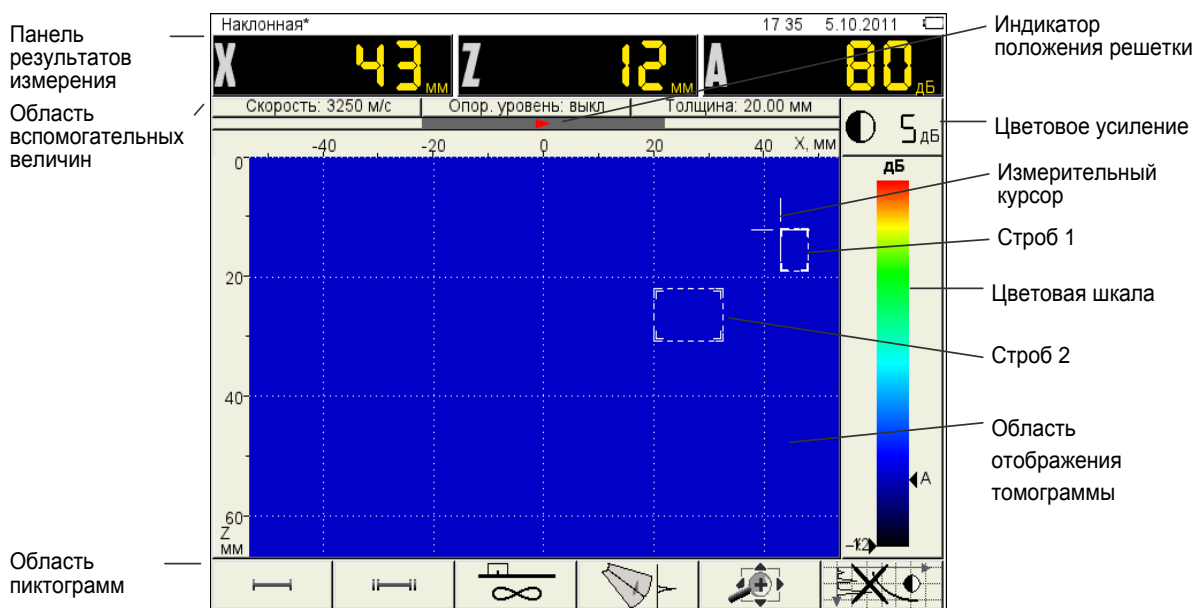 Наклонная*
17 35 5.10.2011
Панель
результатов
измерения
X 43 мм
Z 12 мм
A 80 дБ
Индикатор
положения решетки
Область
вспомогательных
величин
Скорость: 3250 м/с
Опор. уровень: выкл
Толщина: 20.00 мм
5 дБ
Цветовое усиление
-40 -20 0 20 40 X, мм
0
20
40
60
Z
мм
дБ
A
Измерительный
курсор
Строб 1
Цветовая шкала
Строб 2
Область
отображения
томограммы
Область
пиктограмм